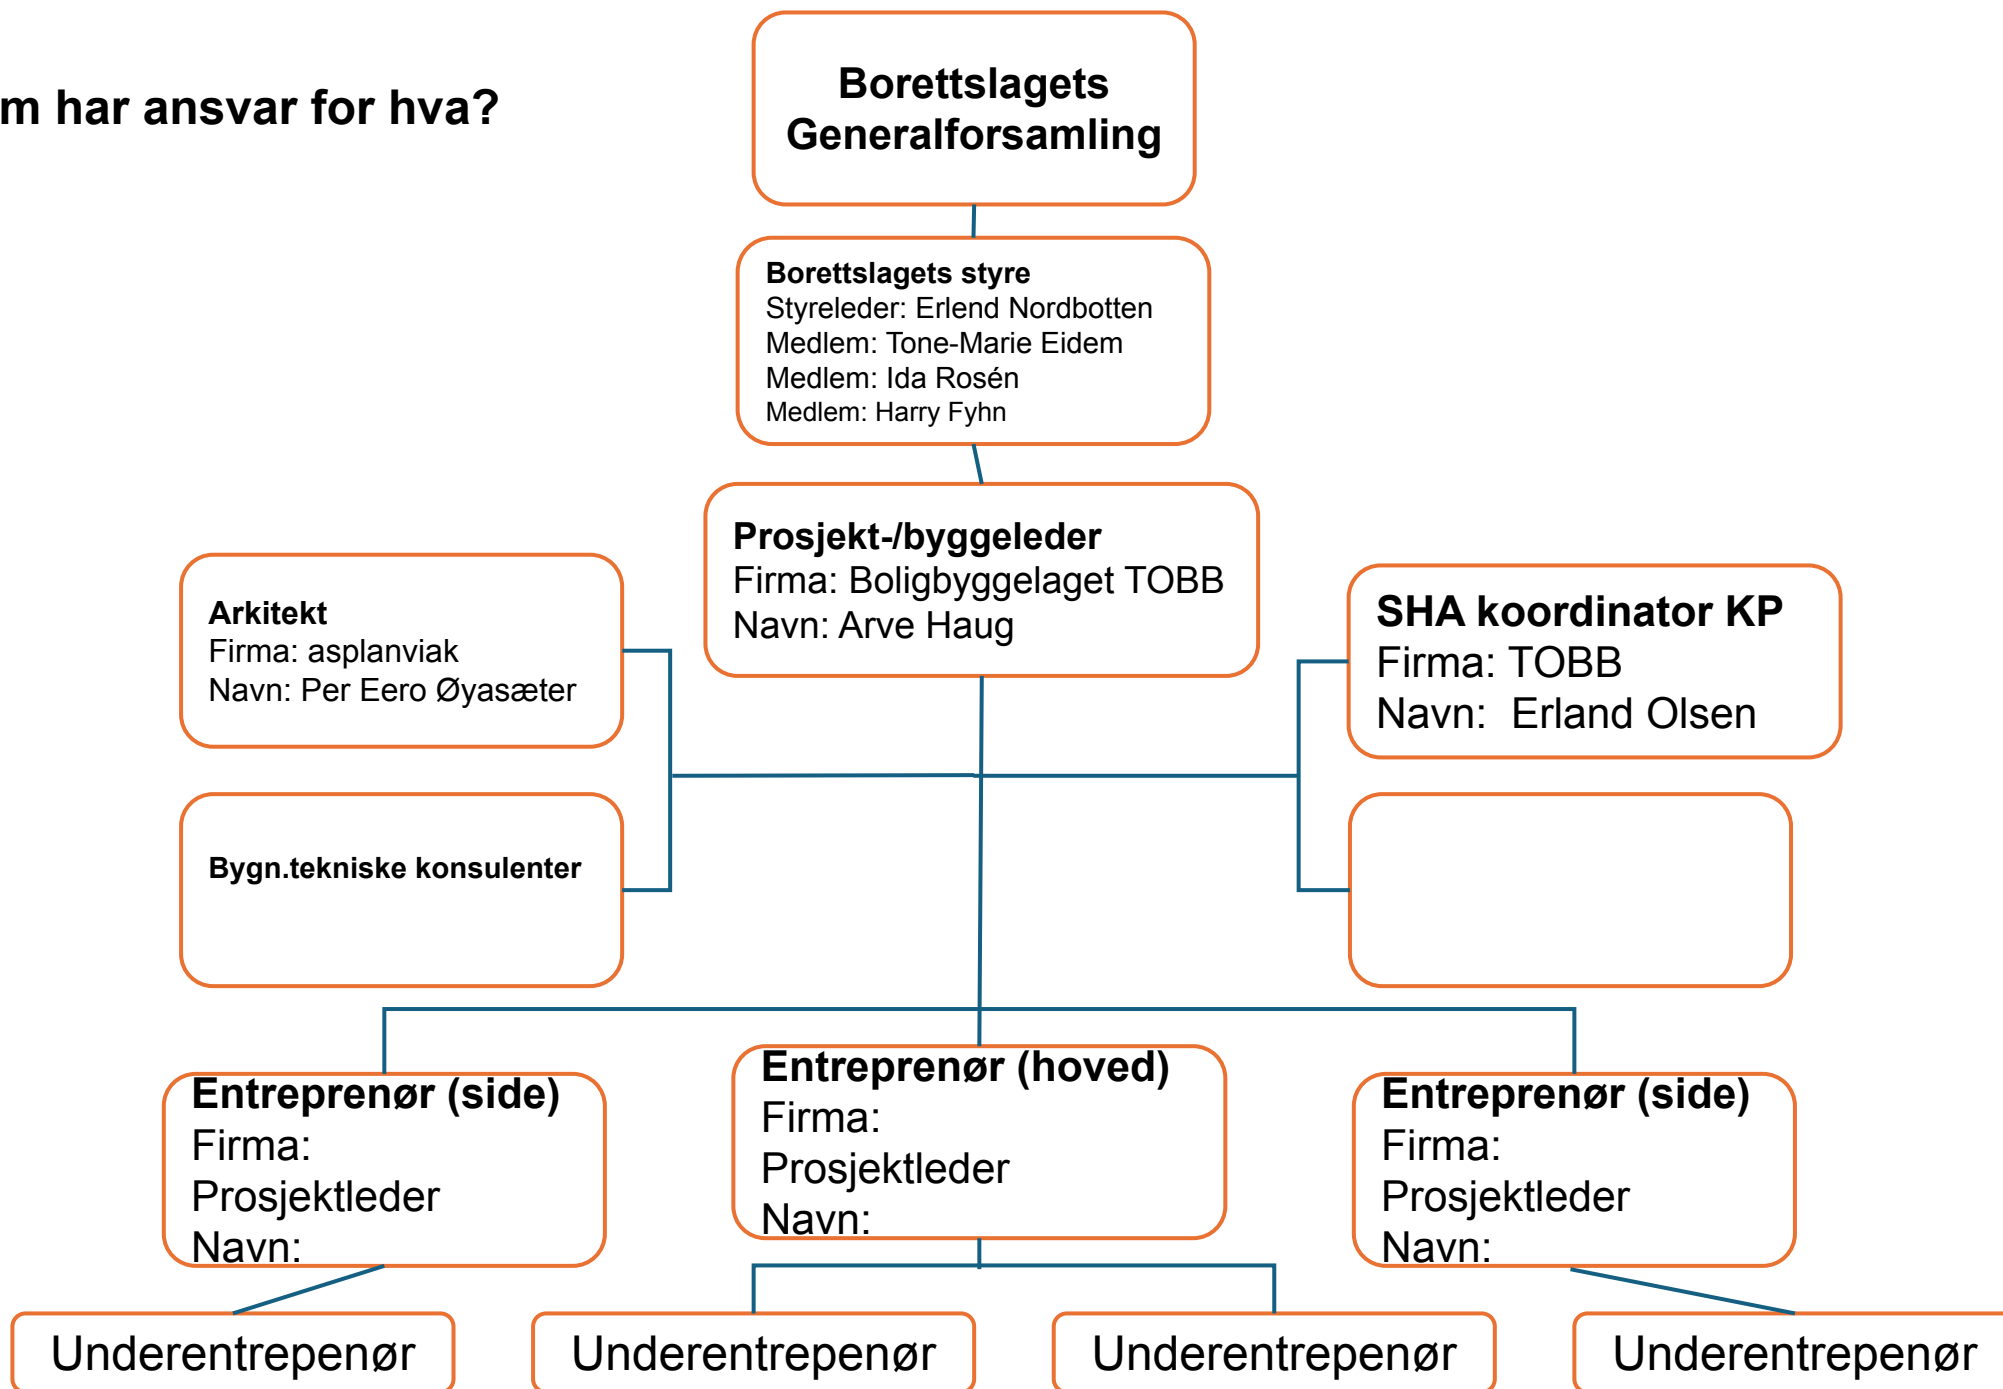 m har ansvar for hva?
Borettslagets
Generalforsamling
Borettslagets styre
Styreleder: Erlend Nordbotten
Medlem: Tone-Marie Eidem
Medlem: Ida Rosén
Medlem: Harry Fyhn
Prosjekt-/byggeleder
Firma: Boligbyggelaget TOBB
Navn: Arve Haug
Arkitekt
Firma: asplanviak
Navn: Per Eero Øyasæter
SHA koordinator KP
Firma: TOBB
Navn: Erland Olsen
Bygn.tekniske konsulenter
Entreprenør (side)
Firma:
Prosjektleder
Navn:
Entreprenør (hoved)
Firma:
Prosjektleder
Navn:
Entreprenør (side)
Firma:
Prosjektleder
Navn:
Underentrepenør
Underentrepenør
Underentrepenør
Underentrepenør